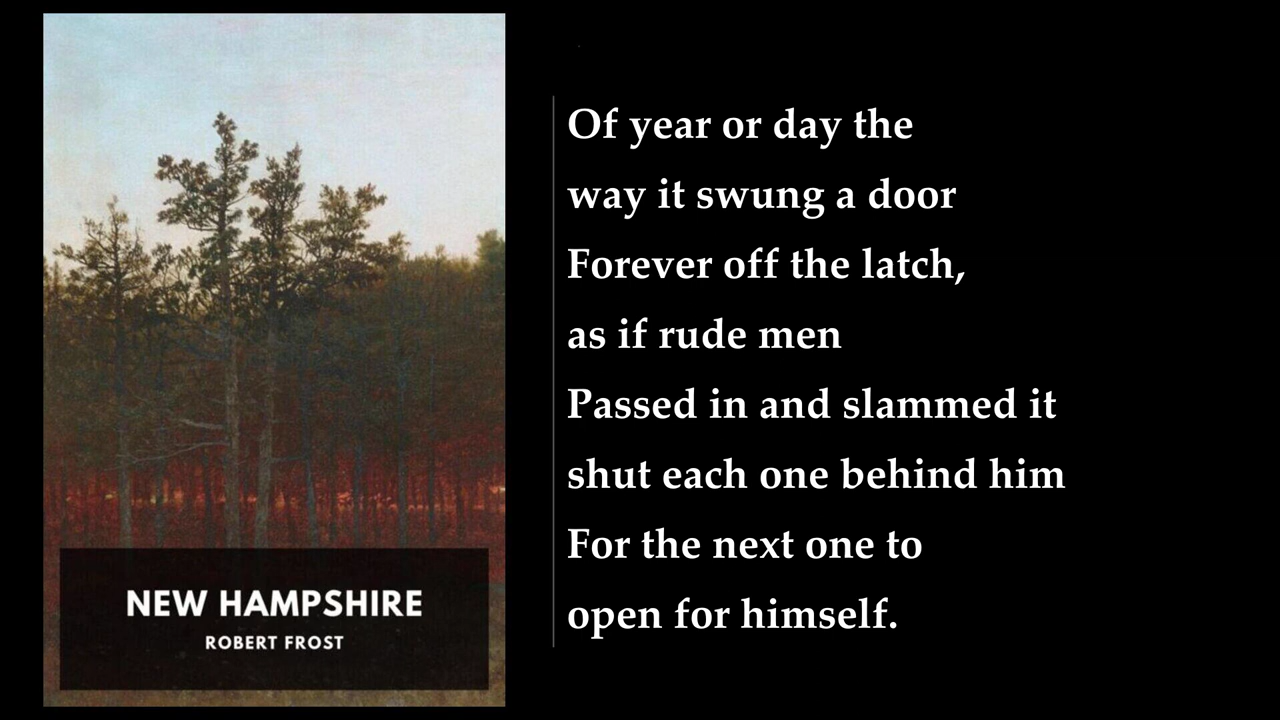 NEW HAMPSHIRE
ROBERT FROST
Of year or day the
way it swung a door
Forever off the latch,
as if rude men
Passed in and slammed it
shut each one behind him
For the next one to
open for himself.